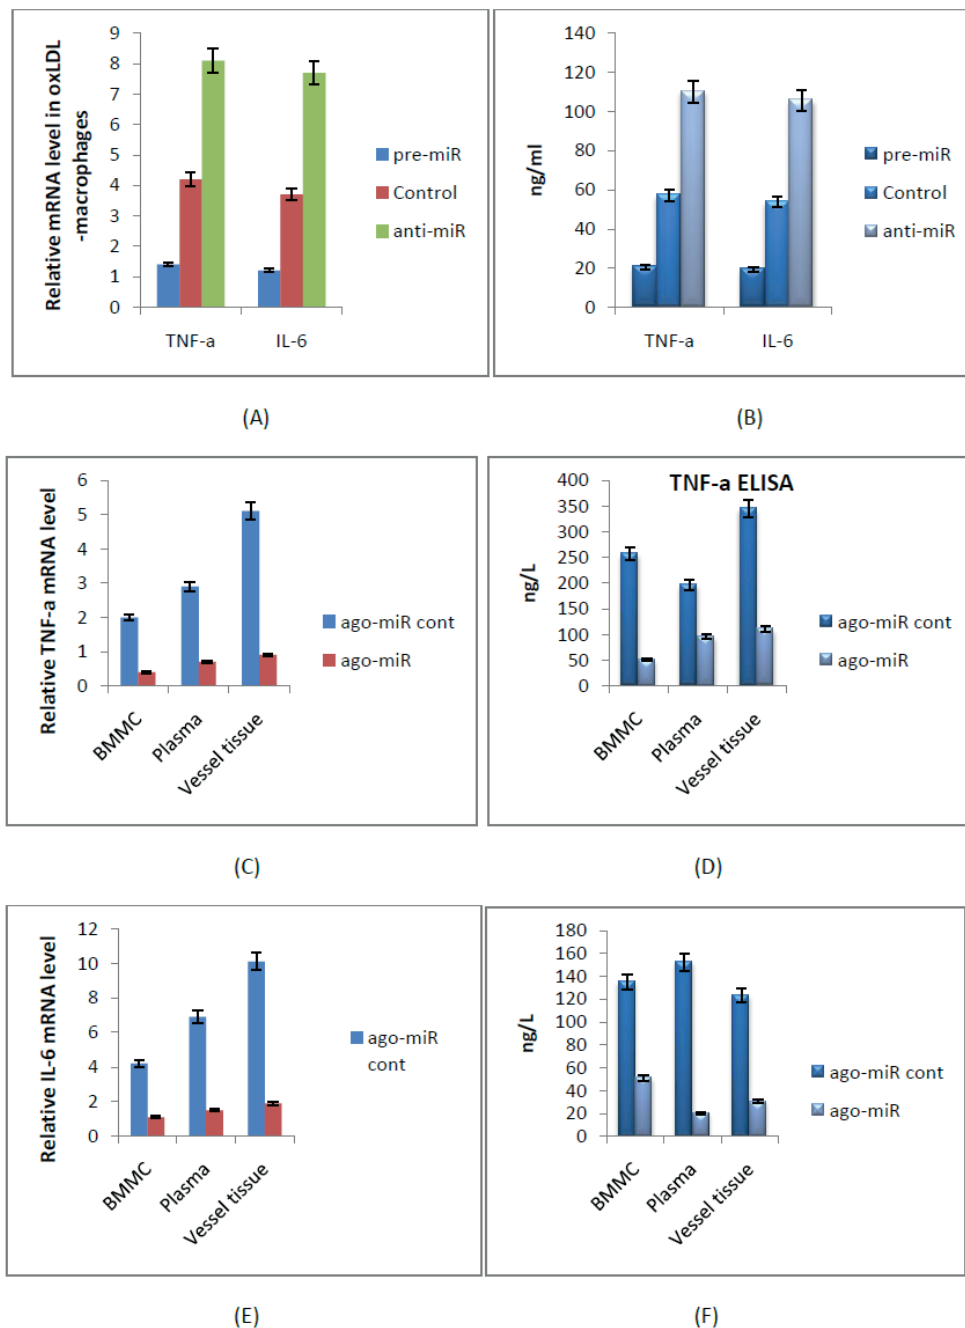 Relative mRNA level in oxLDL
-macrophages
9
8
7
6
5
4
3
2
1
0
TNF-a IL-6
pre-miR
Control
anti-miR
(A)
ng/ml
140
120
100
80
60
40
20
0
TNF-a IL-6
pre-miR
Control
anti-miR
(B)
Relative TNF-a mRNA level
6
5
4
3
2
1
0
BMMC
Plasma
Vessel tissue
ago-miR cont
ago-miR
(C)
TNF-a ELISA
ng/L
400
350
300
250
200
150
100
50
0
BMMC
Plasma
Vessel tissue
ago-miR cont
ago-miR
(D)
Relative IL-6 mRNA level
12
10
8
6
4
2
0
BMMC
Plasma
Vessel tissue
ago-miR
cont
(E)
ng/L
180
160
140
120
100
80
60
40
20
0
BMMC
Plasma
Vessel tissue
ago-miR cont
ago-miR
(F)